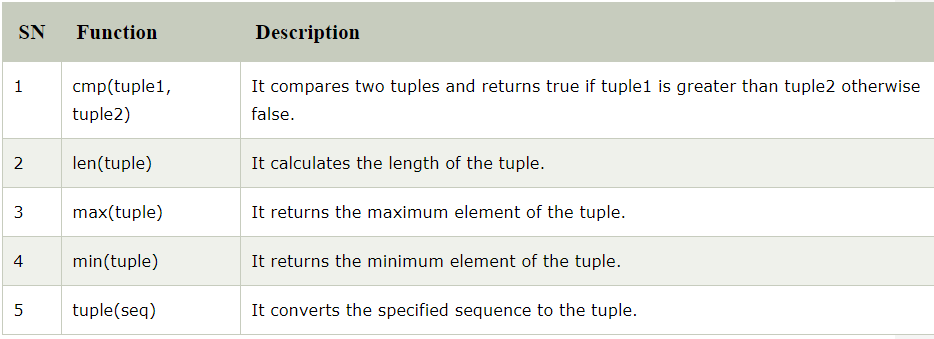 SN Function Description
1 cmp(tuple1, It compares two tuples and returns true if tuple1 is greater than tuple2 otherwise
tuple2) false.
2 len(tuple) It calculates the length of the tuple.
3 max(tuple) It returns the maximum element of the tuple.
4 min(tuple) It returns the minimum element of the tuple.
5 tuple(seq) It converts the specified sequence to the tuple.